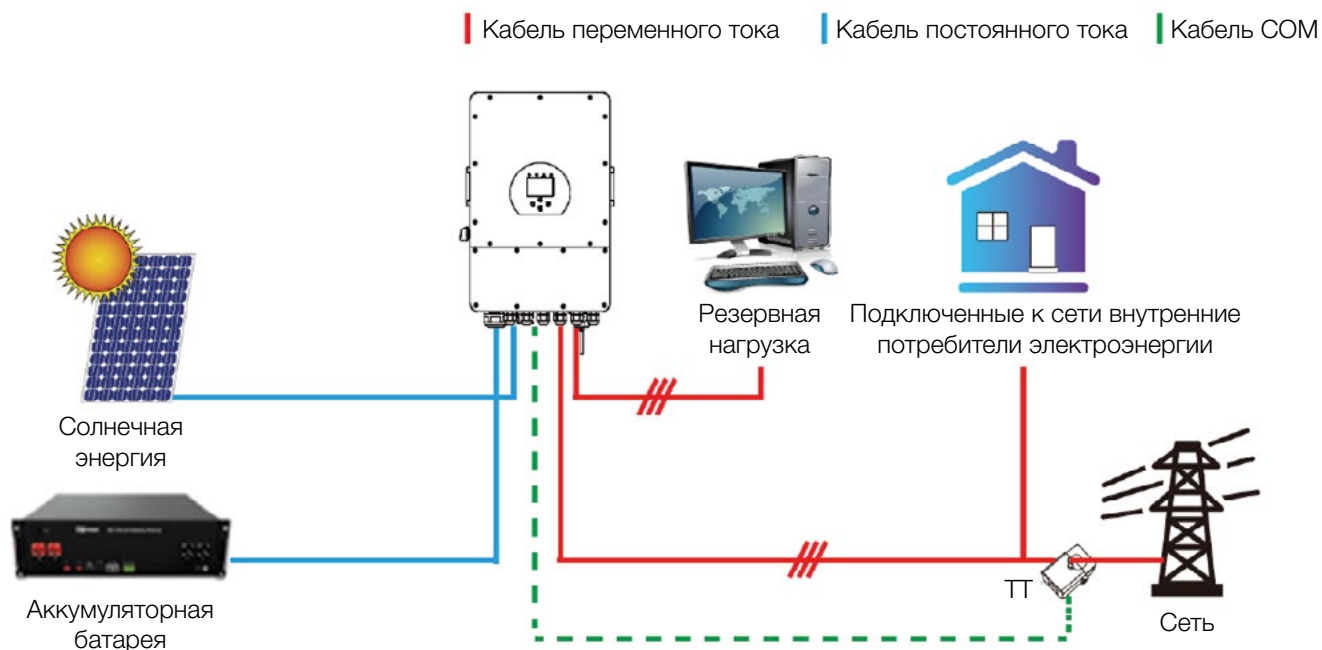 Кабель переменного тока
Кабель постоянного тока
Кабель COM
Резервная
нагрузка
Подключенные к сети внутренние
потребители электроэнергии
Солнечная
энергия
Аккумуляторная
батарея
ТТ
Сеть